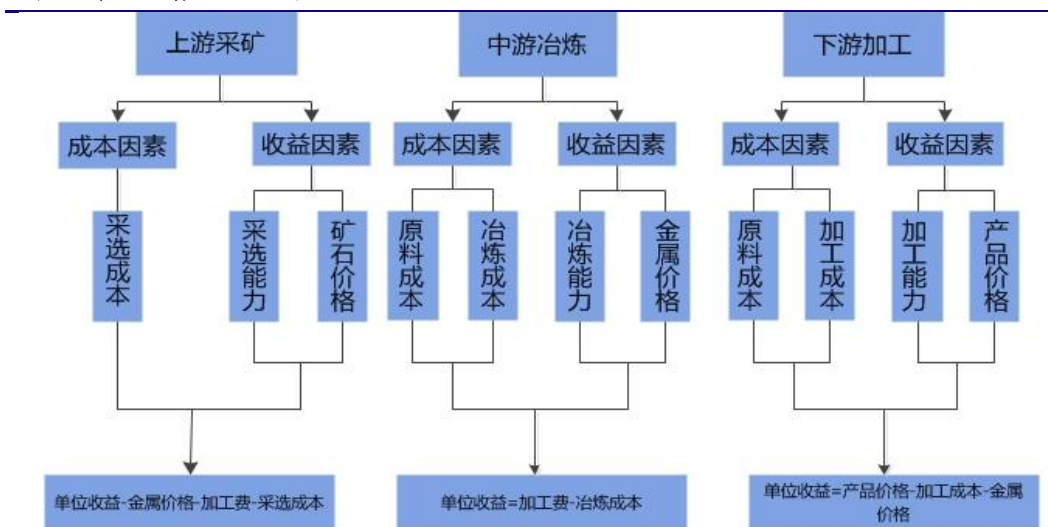 上游采矿
中游冶炼
下游加工
成本因素
收益因素
成本因素
收益因素
成本因素
收益因素
采选成本
采选能力
矿石价格
原料成本
冶炼成本
冶炼能力
金属价格
原料成本
加工成本
加工能力
产品价格
单位收益-金属价格-加工费-采选成本
单位收益=加工费-冶炼成本
单位收益=产品价格-加工成本-金属
价格